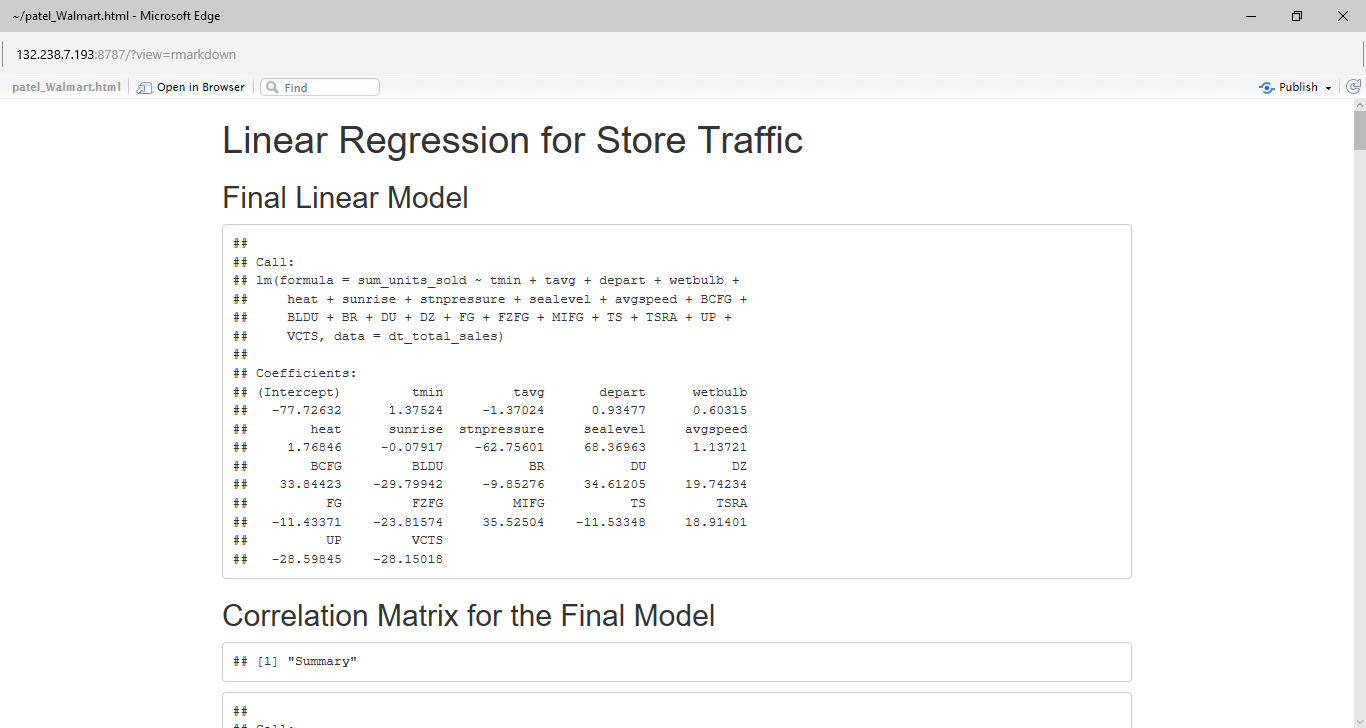 ~/patel_Walmart.html - Microsoft Edge
132.238.7.193:8787/?view=rmarkdown
patel_Walmart.html Open in Browser Find Publish
Linear Regression for Store Traffic
Final Linear Model
##
## Call:
## lm(formula = sum_units_sold ~ tmin + tavg + depart + wetbulb +
##     heat + sunrise + stnpressure + sealevel + avgspeed + BCFG +
##     BLDU + BR + DU + DZ + FG + FZFG + MIFG + TS + TSRA + UP +
##     VCTS, data = dt_total_sales)
##
## Coefficients:
## (Intercept)         tmin         tavg       depart      wetbulb
##   -77.72632      1.37524     -1.37024      0.93477      0.60315
##        heat      sunrise  stnpressure     sealevel     avgspeed
##     1.76846     -0.07917    -62.75601     68.36963      1.13721
##        BCFG         BLDU           BR           DU           DZ
##    33.84423    -29.79942     -9.85276     34.61205     19.74234
##          FG         FZFG         MIFG           TS         TSRA
##   -11.43371    -23.81574     35.52504    -11.53348     18.91401
##          UP         VCTS
##   -28.59845    -28.15018
Correlation Matrix for the Final Model
## [1] "Summary"
##
## Call: